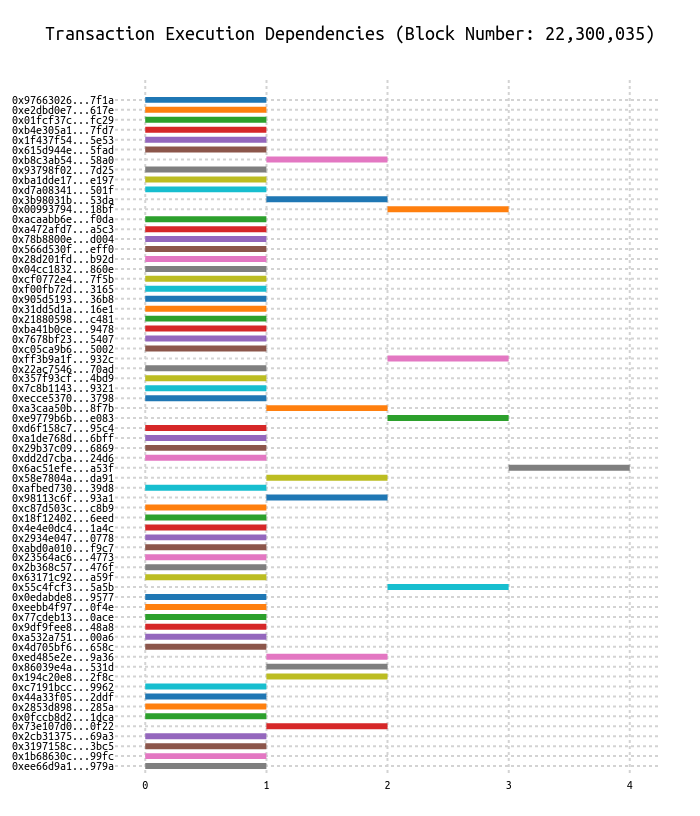 Transaction Execution Dependencies (Block Number: 22,300,035)
0x97663026...7f1a
0xe2dbd0e7...617e
0x01fcf37c...fc29
0xb4e305a1...7fd7
0x1f437f54...5e53
0x615d944e...5fad
0xb8c3ab54...58a0
0x93798f02...7d25
0xba1dde17...e197
0xd7a08341...501f
0x3b98031b...53da
0x00993794...18bf
0xacaabb6e...f0da
0xa472afd7...a5c3
0x78b8800e...d004
0x566d530f...eff0
0x28d201fd...b92d
0x04cc1832...860e
0xcf0772e4...7f5b
0xf00fb72d...3165
0x905d5193...36b8
0x31dd5d1a...16e1
0x21880598...c481
0xba41b0ce...9478
0x7678bf23...5407
0xc05ca9b6...5002
0xff3b9a1f...932c
0x22ac7546...70ad
0x357f93cf...4bd9
0x7c8b1143...9321
0xecce5370...3798
0xa3caa50b...8f7b
0xe9779b6b...e083
0xd6f158c7...95c4
0xa1de768d...6bff
0x29b37c09...6869
0xdd2d7cba...24d6
0x6ac51efe...a53f
0x58e7804a...da91
0xafbed730...39d8
0x98113c6f...93a1
0xc87d503c...c8b9
0x18f12402...6eed
0x4e4e0dc4...1a4c
0x2934e047...0778
0xabd0a010...f9c7
0x23564ac6...4773
0x2b368c57...476f
0x63171c92...a59f
0x55c4fcf3...5a5b
0x0edabde8...9577
0xeebb4f97...0f4e
0x77cdeb13...0ace
0x9df9fee8...48a8
0xa532a751...00a6
0x4d705bf6...658c
0xed485e2e...9a36
0x86039e4a...531d
0x194c20e8...2f8c
0xc7191bcc...9962
0x44a33f05...2ddf
0x2853d898...285a
0x0fccb8d2...1dca
0x73e107d0...0f22
0x2cb31375...69a3
0x3197158c...3bc5
0x1b68630c...99fc
0xee66d9a1...979a
0 1 2 3 4